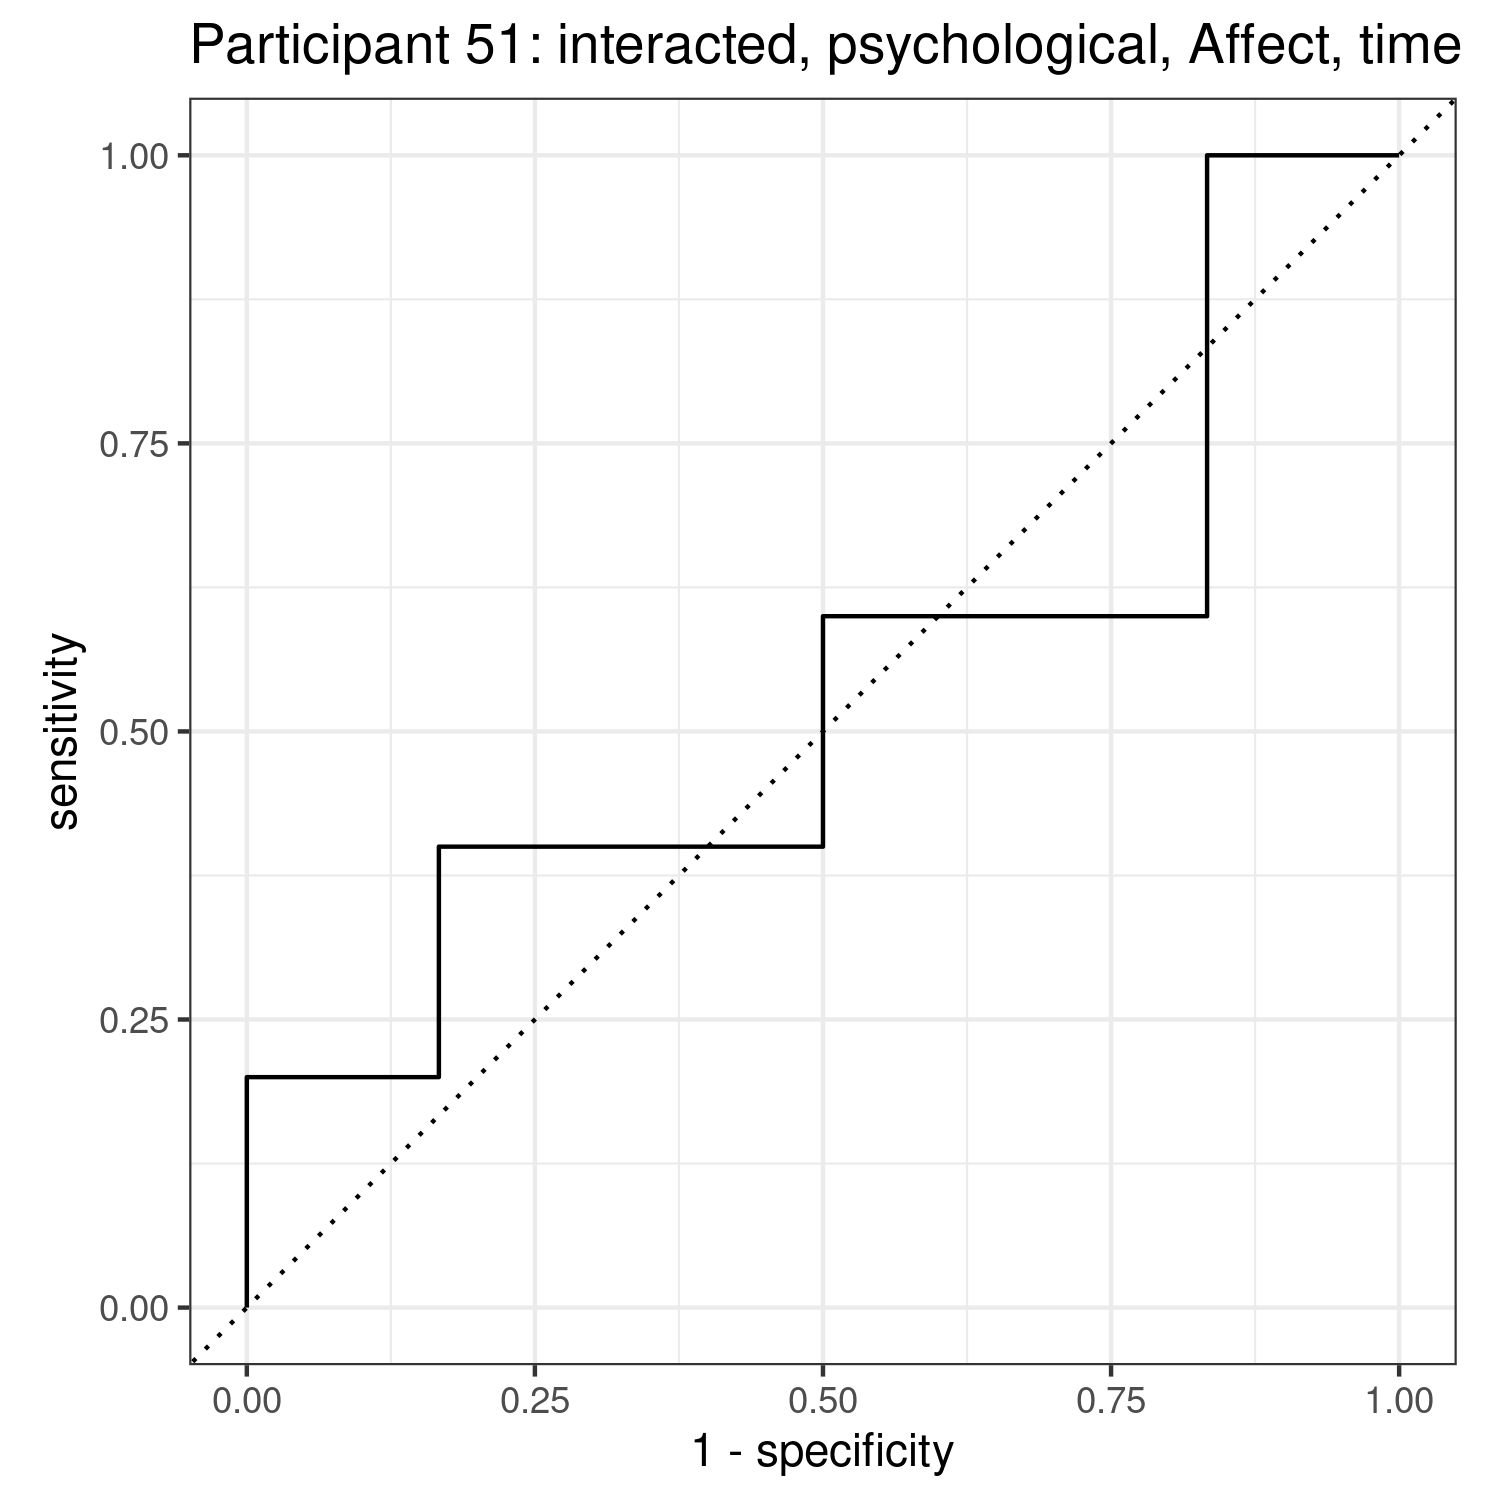 Participant 51: interacted, psychological, Affect, time
1.00
0.75
0.50
0.25
0.00
sensitivity
0.00 0.25 0.50 0.75 1.00
1 - specificity